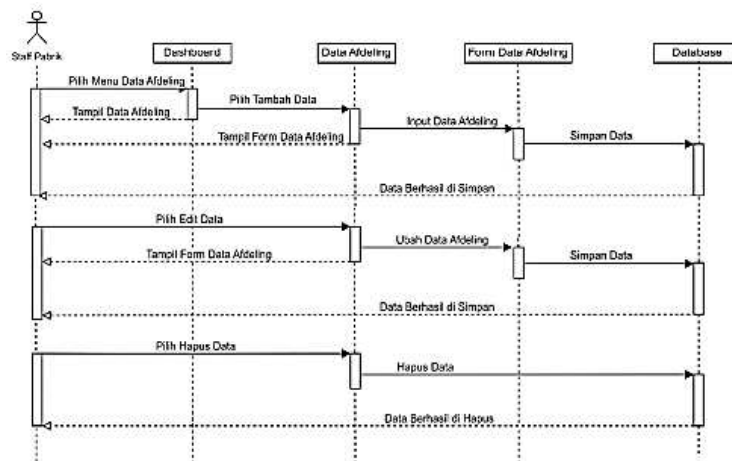 Staff Pabrik
Dashboard
Data Afdeling
Form Data Afdeling
Database
Pilih Menu Data Afdeling
Tampil Data Afdeling
Pilih Tambah Data
Tampil Form Data Afdeling
Input Data Afdeling
Simpan Data
Data Berhasil di Simpan
Pilih Edit Data
Tampil Form Data Afdeling
Ubah Data Afdeling
Simpan Data
Data Berhasil di Simpan
Pilih Hapus Data
Hapus Data
Data Berhasil di Hapus